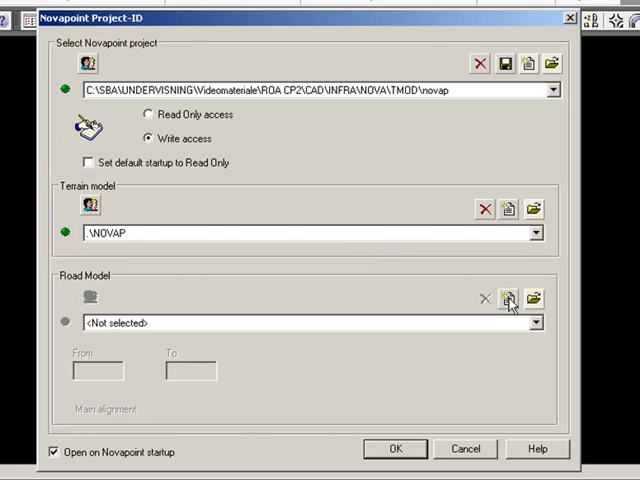 Novapoint Project-ID
Select Novapoint project
C:\SBA\UNDERVISNING\Videomateriale\ROA CP2\CAD\INFRA\NOVA\TMOD\novap
Read Only access
Write access
Set default startup to Read Only
Terrain model
.\NOVAP
Road Model
<Not selected>
From To
Main alignment
Open on Novapoint startup
OK Cancel Help